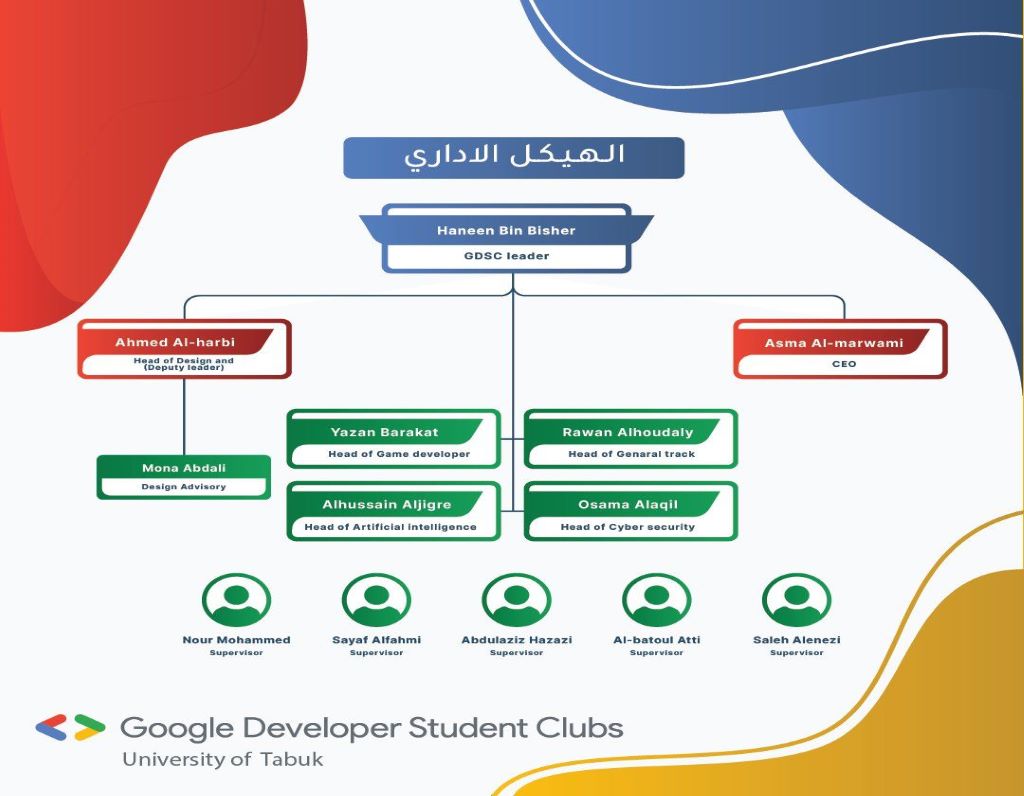 الهيكل الاداري
Haneen Bin Bisher
GDSC leader
Ahmed Al-harbi
Head of Design and
(Deputy leader)
Asma Al-marwami
CEO
Yazan Barakat
Head of Game developer
Rawan Alhoudaly
Head of Genaral track
Mona Abdali
Design Advisory
Alhussain Aljigre
Head of Artificial intelligence
Osama Alaqil
Head of Cyber security
Nour Mohammed
Supervisor
Sayaf Alfahmi
Supervisor
Abdulaziz Hazazi
Supervisor
Al-batoul Atti
Supervisor
Saleh Alenezi
Supervisor
Google Developer Student Clubs
University of Tabuk